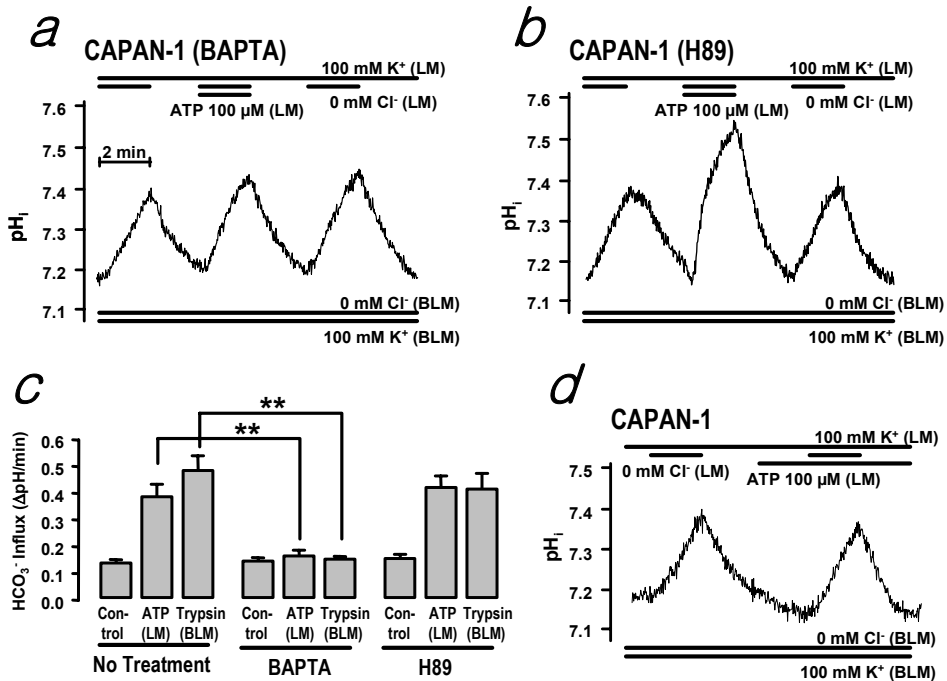 a
CAPAN-1 (BAPTA)
100 mM K⁺ (LM)
ATP 100 µM (LM)
0 mM Cl⁻ (LM)
7.6
7.5
7.4
7.3
7.2
7.1
pHi
2 min
0 mM Cl⁻ (BLM)
100 mM K⁺ (BLM)
b
CAPAN-1 (H89)
100 mM K⁺ (LM)
ATP 100 µM (LM)
0 mM Cl⁻ (LM)
7.6
7.5
7.4
7.3
7.2
7.1
pHi
0 mM Cl⁻ (BLM)
100 mM K⁺ (BLM)
c
**
**
HCO₃⁻ Influx (ΔpH/min)
0.6
0.5
0.4
0.3
0.2
0.1
0.0
Con-trol ATP (LM) Trypsin (BLM) Con-trol ATP (LM) Trypsin (BLM) Con-trol ATP (LM) Trypsin (BLM)
No Treatment BAPTA H89
d
CAPAN-1
100 mM K⁺ (LM)
0 mM Cl⁻ (LM)
ATP 100 µM (LM)
7.5
7.4
7.3
7.2
7.1
pHi
0 mM Cl⁻ (BLM)
100 mM K⁺ (BLM)